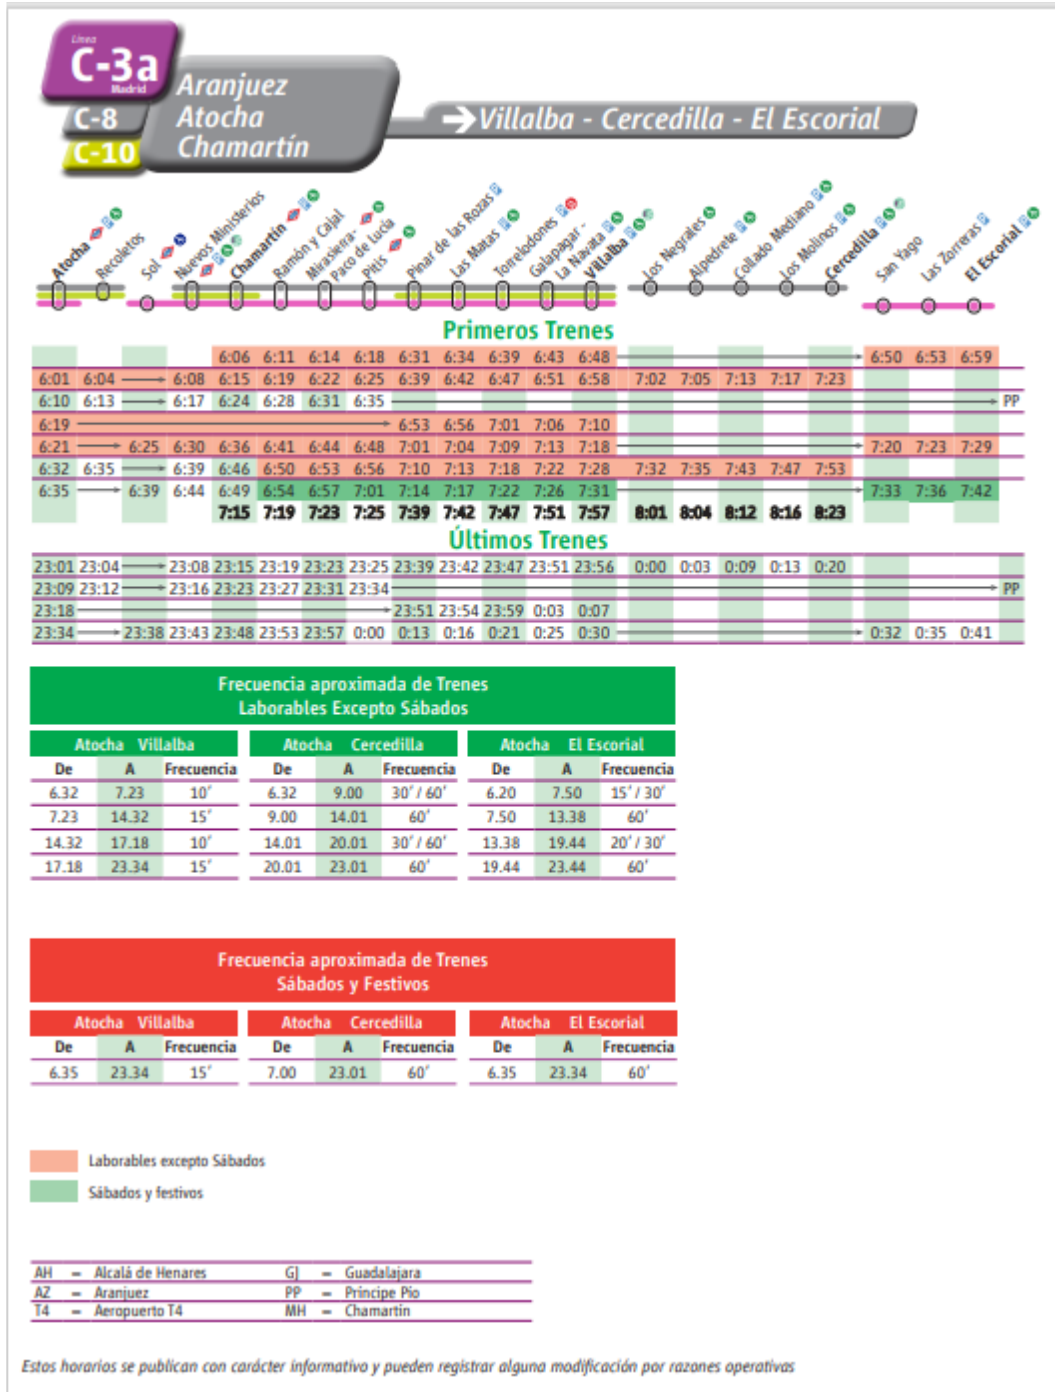 Línea
C-3a
Madrid
C-8
C-10
Aranjuez
Atocha
Chamartín
Villalba - Cercedilla - El Escorial
Atocha
Recoletos
Sol
Nuevos Ministerios
Chamartín
Ramón y Cajal
Mirasierra-
Paco de Lucía
Pitis
Pinar de las Rozas
Las Matas
Torrelodones
Galapagar -
La Navata
Villalba
Los Negrales
Alpedrete
Collado Mediano
Los Molinos
Cercedilla
San Yago
Las Zorreras
El Escorial
Primeros Trenes
6:06 6:11 6:14 6:18 6:31 6:34 6:39 6:43 6:48 6:50 6:53 6:59
6:01 6:04 6:08 6:15 6:19 6:22 6:25 6:39 6:42 6:47 6:51 6:58 7:02 7:05 7:13 7:17 7:23
6:10 6:13 6:17 6:24 6:28 6:31 6:35 PP
6:19 6:53 6:56 7:01 7:06 7:10
6:21 6:25 6:30 6:36 6:41 6:44 6:48 7:01 7:04 7:09 7:13 7:18 7:20 7:23 7:29
6:32 6:35 6:39 6:46 6:50 6:53 6:56 7:10 7:13 7:18 7:22 7:28 7:32 7:35 7:43 7:47 7:53
6:35 6:39 6:44 6:49 6:54 6:57 7:01 7:14 7:17 7:22 7:26 7:31 7:33 7:36 7:42
7:15 7:19 7:23 7:25 7:39 7:42 7:47 7:51 7:57 8:01 8:04 8:12 8:16 8:23
Últimos Trenes
23:01 23:04 23:08 23:15 23:19 23:23 23:25 23:39 23:42 23:47 23:51 23:56 0:00 0:03 0:09 0:13 0:20
23:09 23:12 23:16 23:23 23:27 23:31 23:34 PP
23:18 23:51 23:54 23:59 0:03 0:07
23:34 23:38 23:43 23:48 23:53 23:57 0:00 0:13 0:16 0:21 0:25 0:30 0:32 0:35 0:41
Frecuencia aproximada de Trenes
Laborables Excepto Sábados
Atocha Villalba Atocha Cercedilla Atocha El Escorial
De A Frecuencia De A Frecuencia De A Frecuencia
6.32 7.23 10´ 6.32 9.00 30´/ 60´ 6.20 7.50 15´/ 30´
7.23 14.32 15´ 9.00 14.01 60´ 7.50 13.38 60´
14.32 17.18 10´ 14.01 20.01 30´/ 60´ 13.38 19.44 20´/ 30´
17.18 23.34 15´ 20.01 23.01 60´ 19.44 23.44 60´
Frecuencia aproximada de Trenes
Sábados y Festivos
Atocha Villalba Atocha Cercedilla Atocha El Escorial
De A Frecuencia De A Frecuencia De A Frecuencia
6.35 23.34 15´ 7.00 23.01 60´ 6.35 23.34 60´
Laborables excepto Sábados
Sábados y festivos
AH = Alcalá de Henares GJ = Guadalajara
AZ = Aranjuez PP = Príncipe Pío
T4 = Aeropuerto T4 MH = Chamartín
Estos horarios se publican con carácter informativo y pueden registrar alguna modificación por razones operativas